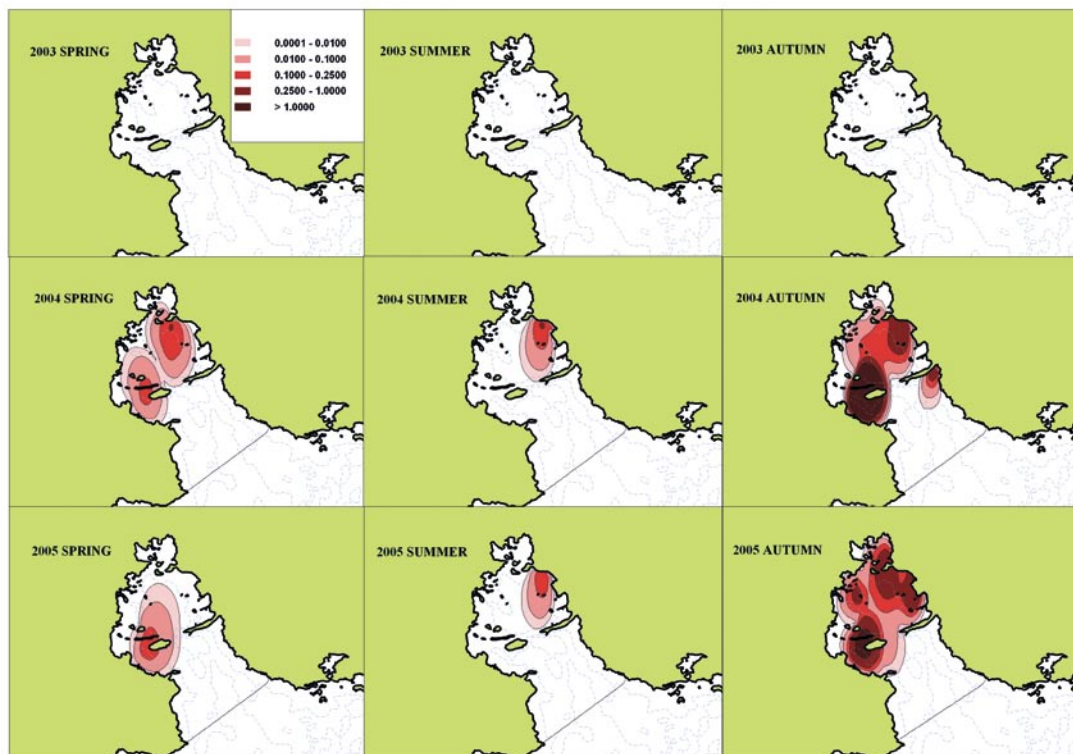 2003 SPRING
0.0001 - 0.0100
0.0100 - 0.1000
0.1000 - 0.2500
0.2500 - 1.0000
> 1.0000
2003 SUMMER
2003 AUTUMN
2004 SPRING
2004 SUMMER
2004 AUTUMN
2005 SPRING
2005 SUMMER
2005 AUTUMN